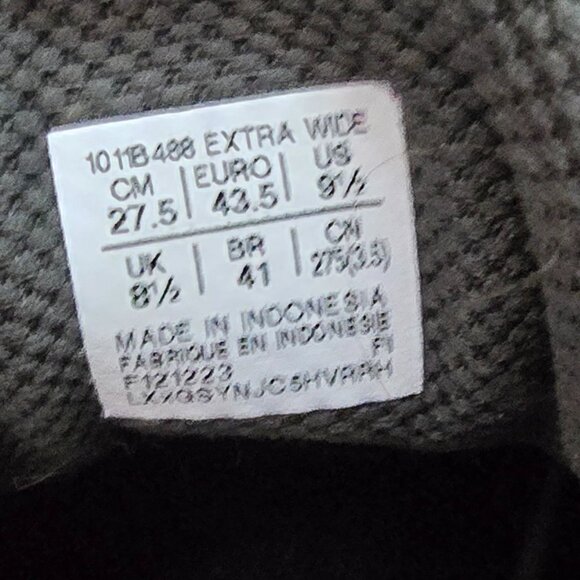 1011B488 EXTRA WIDE
CM | EURO | US
27.5 | 43.5 | 9½
UK | BR | CN
8½ | 41 | 275(3.5)
MADE IN INDONESIA
FABRIQUE EN INDONESIE
F121223 FI